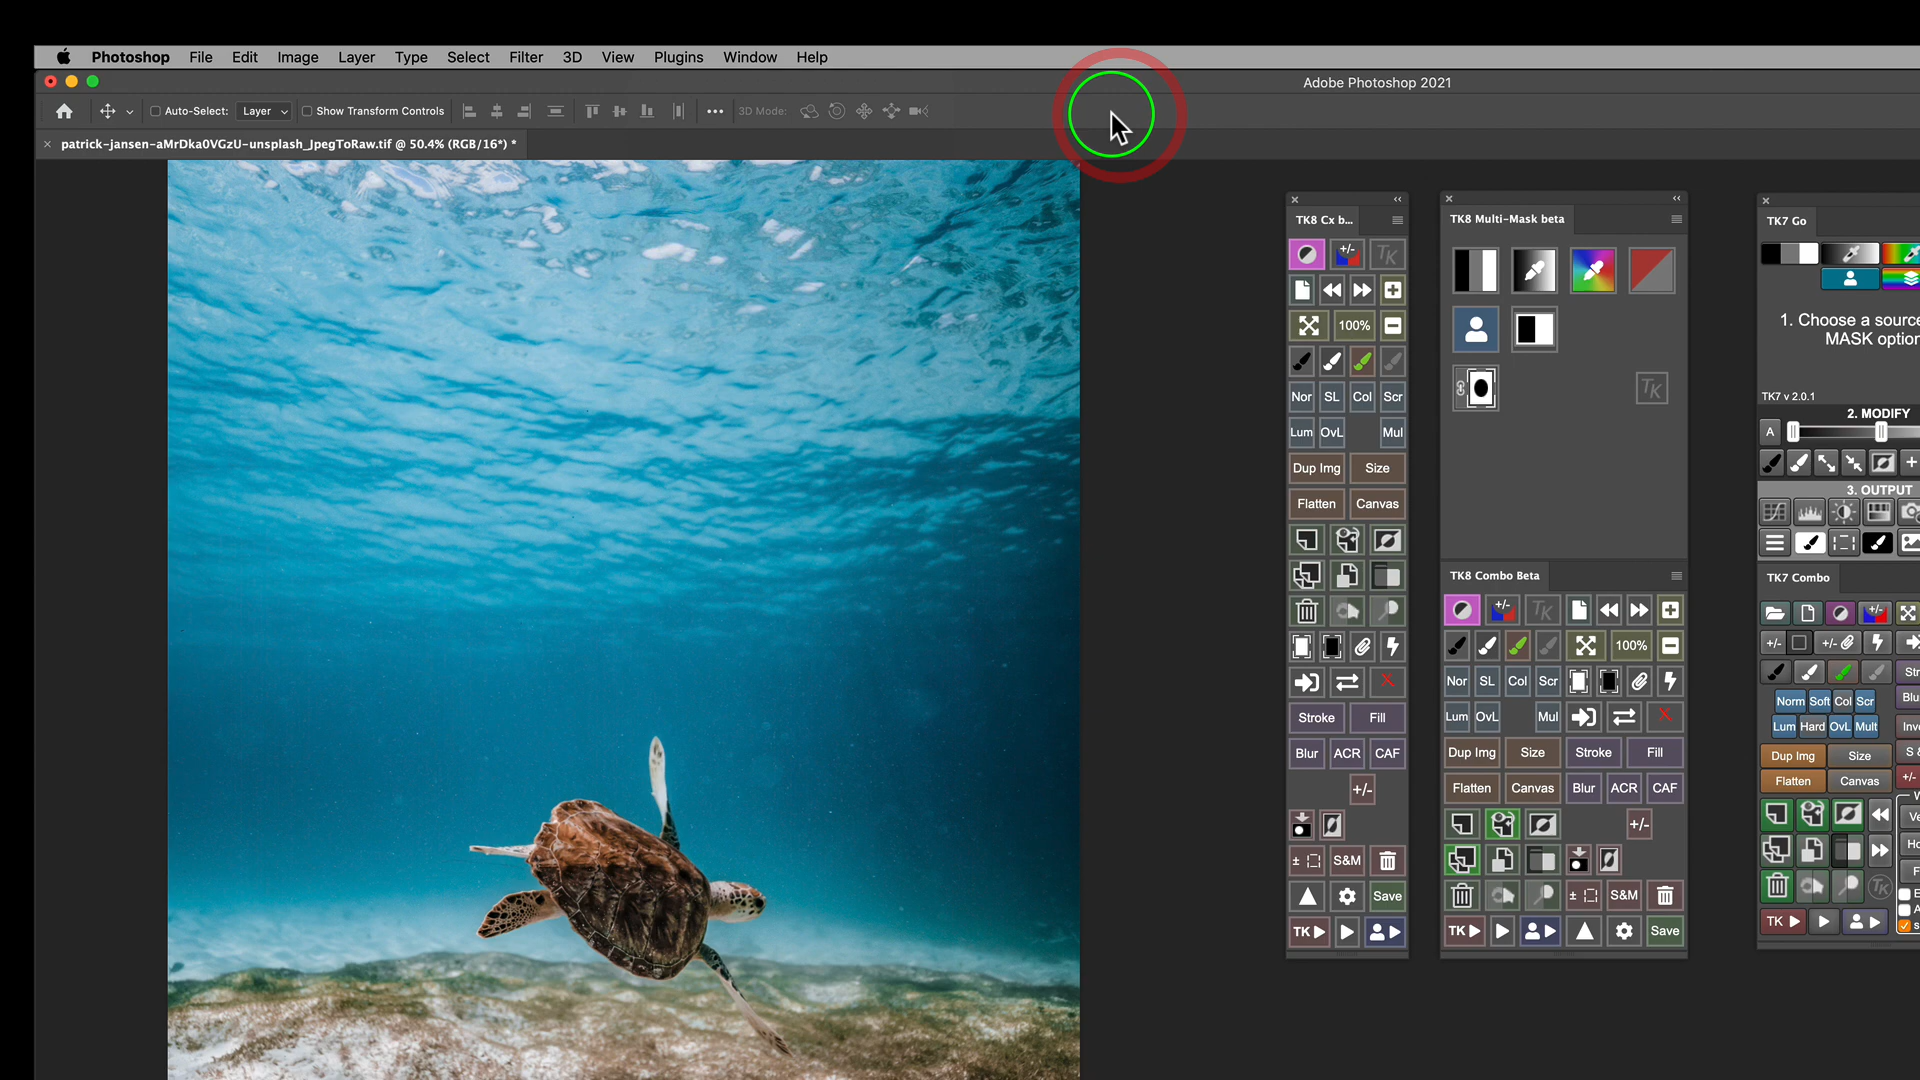 Photoshop File Edit Image Layer Type Select Filter 3D View Plugins Window Help
Adobe Photoshop 2021
Auto-Select: Layer Show Transform Controls 3D Mode:
patrick-jansen-aMrDka0VGzU-unsplash_JpegToRaw.tif @ 50.4% (RGB/16*) *
TK8 Cx b...
+/- TK
100%
Nor SL Col Scr
Lum OvL Mul
Dup Img Size
Flatten Canvas
Stroke Fill
Blur ACR CAF
+/-
S&M
Save
TK
TK8 Multi-Mask beta
TK
TK8 Combo Beta
+/- TK
100%
Nor SL Col Scr
Lum OvL Mul
Dup Img Size Stroke Fill
Flatten Canvas Blur ACR CAF
+/-
S&M
TK Save
TK7 Go
1. Choose a source
MASK option
TK7 v 2.0.1
2. MODIFY
A
3. OUTPUT
TK7 Combo
+/-
+/- +/-
Norm Soft Col Scr
Lum Hard OvL Mult
Dup Img Size
Flatten Canvas
TK
TK